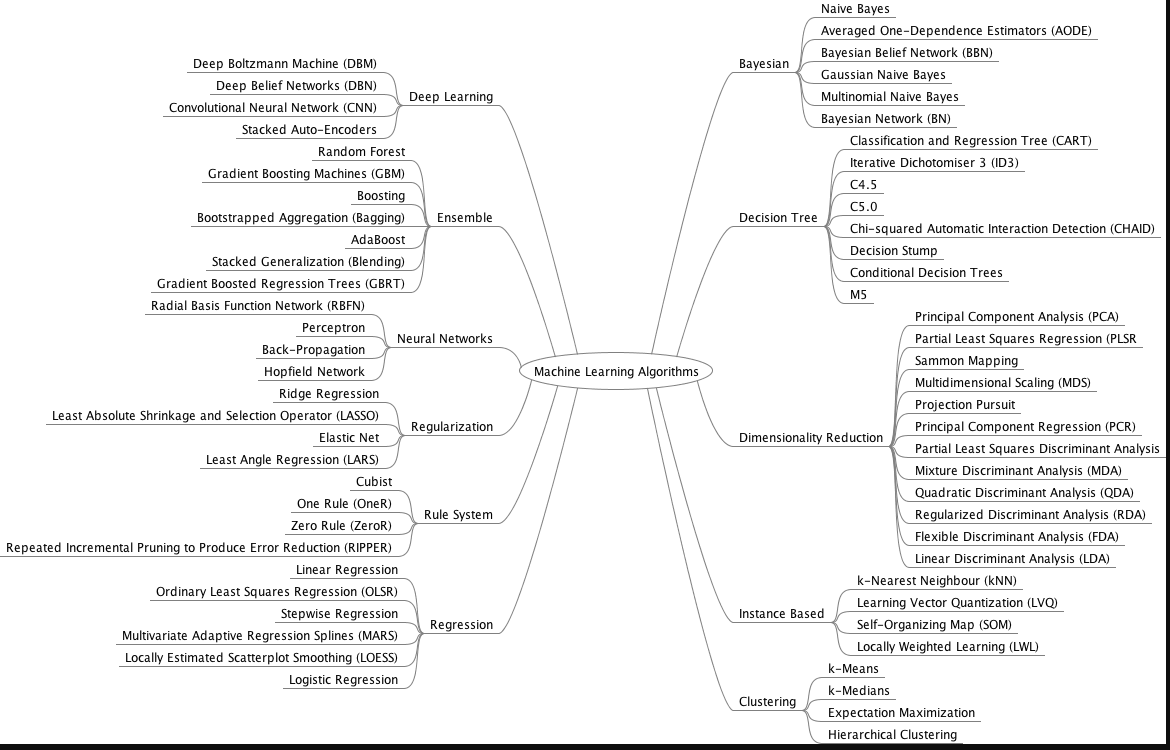 Machine Learning Algorithms
Deep Learning
Deep Boltzmann Machine (DBM)
Deep Belief Networks (DBN)
Convolutional Neural Network (CNN)
Stacked Auto-Encoders
Ensemble
Random Forest
Gradient Boosting Machines (GBM)
Boosting
Bootstrapped Aggregation (Bagging)
AdaBoost
Stacked Generalization (Blending)
Gradient Boosted Regression Trees (GBRT)
Neural Networks
Radial Basis Function Network (RBFN)
Perceptron
Back-Propagation
Hopfield Network
Regularization
Ridge Regression
Least Absolute Shrinkage and Selection Operator (LASSO)
Elastic Net
Least Angle Regression (LARS)
Rule System
Cubist
One Rule (OneR)
Zero Rule (ZeroR)
Repeated Incremental Pruning to Produce Error Reduction (RIPPER)
Regression
Linear Regression
Ordinary Least Squares Regression (OLSR)
Stepwise Regression
Multivariate Adaptive Regression Splines (MARS)
Locally Estimated Scatterplot Smoothing (LOESS)
Logistic Regression
Bayesian
Naive Bayes
Averaged One-Dependence Estimators (AODE)
Bayesian Belief Network (BBN)
Gaussian Naive Bayes
Multinomial Naive Bayes
Bayesian Network (BN)
Decision Tree
Classification and Regression Tree (CART)
Iterative Dichotomiser 3 (ID3)
C4.5
C5.0
Chi-squared Automatic Interaction Detection (CHAID)
Decision Stump
Conditional Decision Trees
M5
Dimensionality Reduction
Principal Component Analysis (PCA)
Partial Least Squares Regression (PLSR
Sammon Mapping
Multidimensional Scaling (MDS)
Projection Pursuit
Principal Component Regression (PCR)
Partial Least Squares Discriminant Analysis
Mixture Discriminant Analysis (MDA)
Quadratic Discriminant Analysis (QDA)
Regularized Discriminant Analysis (RDA)
Flexible Discriminant Analysis (FDA)
Linear Discriminant Analysis (LDA)
Instance Based
k-Nearest Neighbour (kNN)
Learning Vector Quantization (LVQ)
Self-Organizing Map (SOM)
Locally Weighted Learning (LWL)
Clustering
k-Means
k-Medians
Expectation Maximization
Hierarchical Clustering